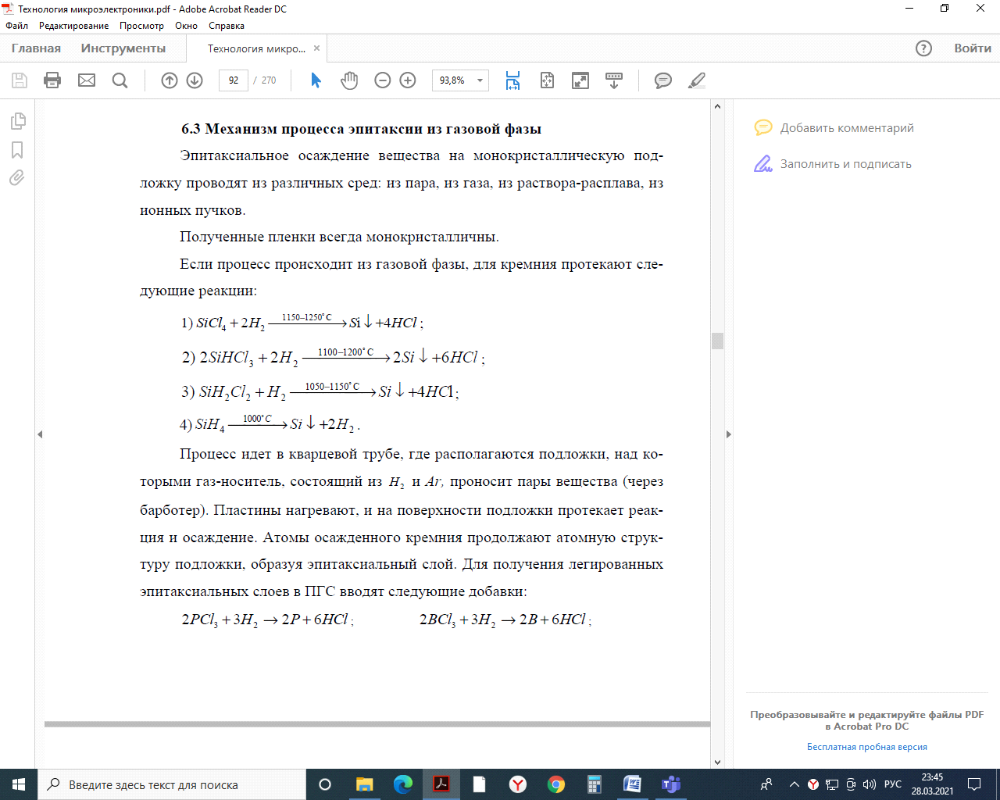 Технология микроэлектроники.pdf - Adobe Acrobat Reader DC
Файл Редактирование Просмотр Окно Справка
Главная Инструменты Технология микро... × ? Войти
92 / 270 93,8%
6.3 Механизм процесса эпитаксии из газовой фазы
Эпитаксиальное осаждение вещества на монокристаллическую под-
ложку проводят из различных сред: из пара, из газа, из раствора-расплава, из
ионных пучков.
Полученные пленки всегда монокристалличны.
Если процесс происходит из газовой фазы, для кремния протекают сле-
дующие реакции:
1) SiCl₄ + 2H₂ —1150–1250°C→ Si↓ +4HCl ;
2) 2SiHCl₃ + 2H₂ —1100–1200°C→ 2Si↓ +6HCl ;
3) SiH₂Cl₂ + H₂ —1050–1150°C→ Si↓ +4HCl;
4) SiH₄ —1000°C→ Si↓ +2H₂ .
Процесс идет в кварцевой трубе, где располагаются подложки, над ко-
торыми газ-носитель, состоящий из H₂ и Ar, проносит пары вещества (через
барботер). Пластины нагревают, и на поверхности подложки протекает реак-
ция и осаждение. Атомы осажденного кремния продолжают атомную струк-
туру подложки, образуя эпитаксиальный слой. Для получения легированных
эпитаксиальных слоев в ПГС вводят следующие добавки:
2PCl₃ + 3H₂ → 2P + 6HCl ; 2BCl₃ + 3H₂ → 2B + 6HCl ;
Добавить комментарий
Заполнить и подписать
Преобразовывайте и редактируйте файлы PDF
в Acrobat Pro DC
Бесплатная пробная версия
Введите здесь текст для поиска
РУС
23:45
28.03.2021